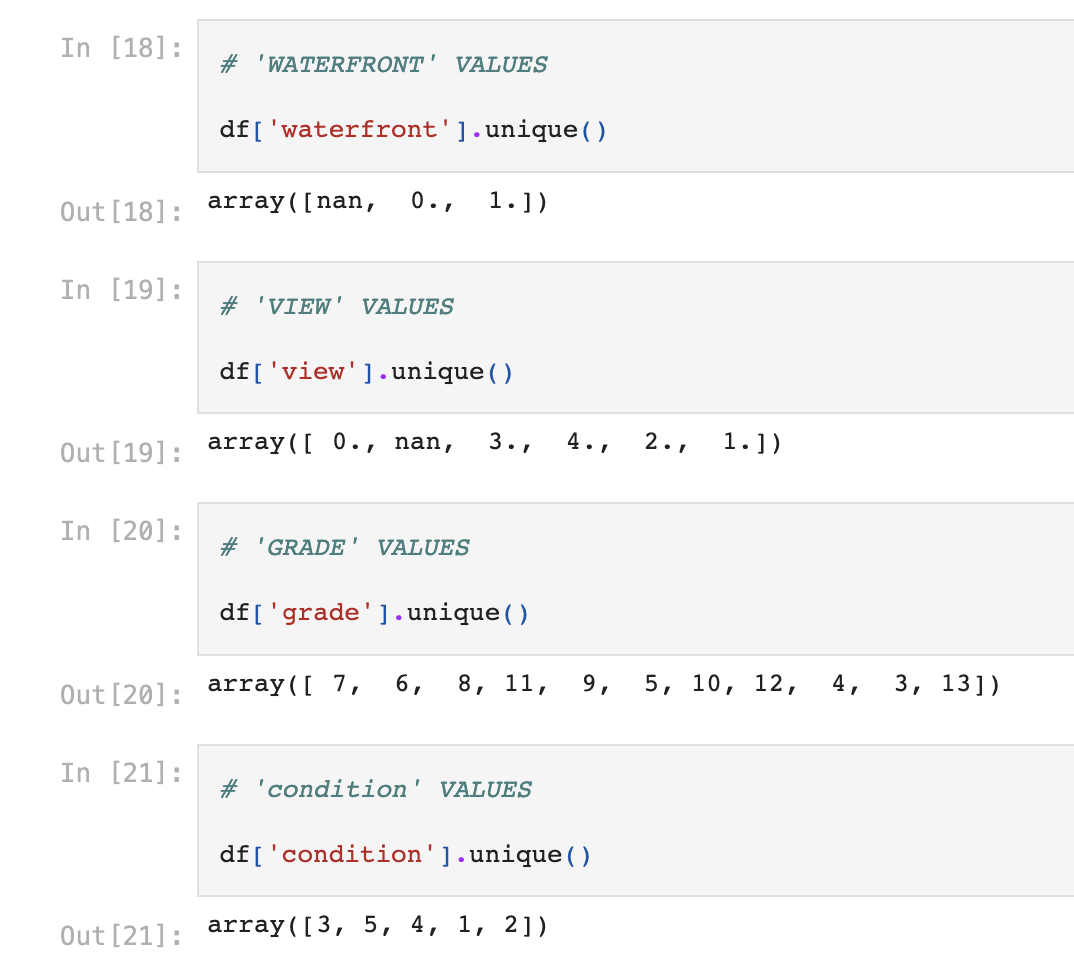 In [18]:
# 'WATERFRONT' VALUES
df['waterfront'].unique()
Out[18]:
array([nan,  0.,  1.])
In [19]:
# 'VIEW' VALUES
df['view'].unique()
Out[19]:
array([ 0., nan,  3.,  4.,  2.,  1.])
In [20]:
# 'GRADE' VALUES
df['grade'].unique()
Out[20]:
array([ 7,  6,  8, 11,  9,  5, 10, 12,  4,  3, 13])
In [21]:
# 'condition' VALUES
df['condition'].unique()
Out[21]:
array([3, 5, 4, 1, 2])